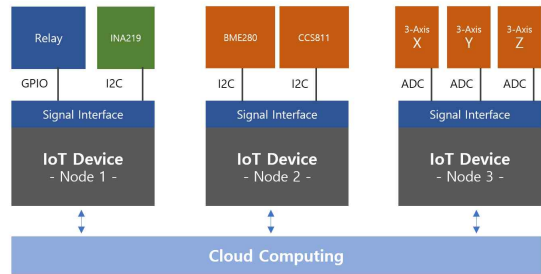 Relay
INA219
BME280
CCS811
3-Axis
X
3-Axis
Y
3-Axis
Z
GPIO
I2C
I2C
I2C
ADC
ADC
ADC
Signal Interface
Signal Interface
Signal Interface
IoT Device
- Node 1 -
IoT Device
- Node 2 -
IoT Device
- Node 3 -
Cloud Computing